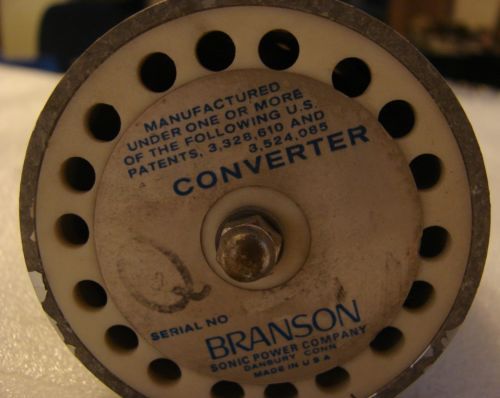 MANUFACTURED
UNDER ONE OR MORE
OF THE FOLLOWING U.S.
PATENTS, 3,328,610 AND
3,524,085
CONVERTER
SERIAL NO
BRANSON
SONIC POWER COMPANY
DANBURY CONN
MADE IN U S A